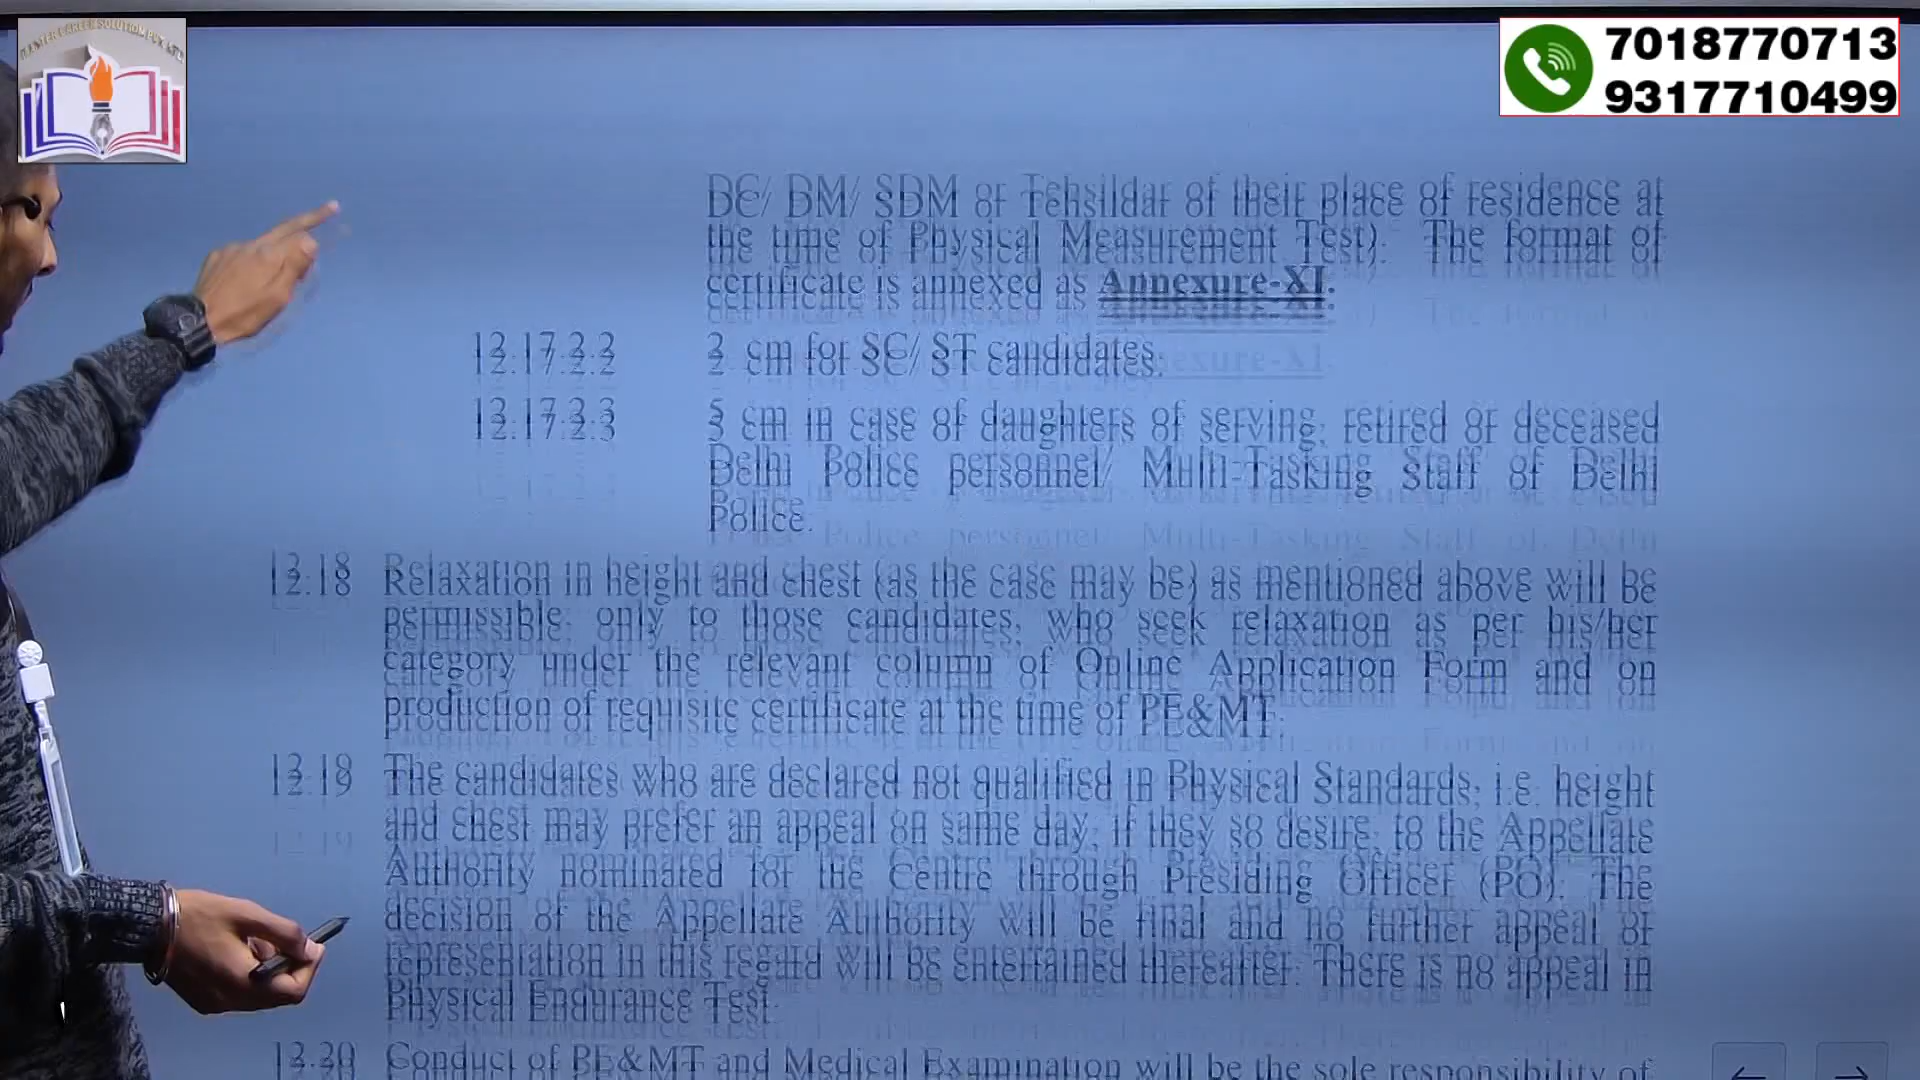 MASTER CAREER SOLUTION PVT. LTD.
7018770713
9317710499
DC/ DM/ SDM or Tehsildar of their place of residence at
the time of Physical Measurement Test). The format of
certificate is annexed as Annexure-XI.
12.17.2.2 2 cm for SC/ ST candidates.
12.17.2.3 5 cm in case of daughters of serving, retired or deceased
Delhi Police personnel/ Multi-Tasking Staff of Delhi
Police.
12.18 Relaxation in height and chest (as the case may be) as mentioned above will be
permissible only to those candidates, who seek relaxation as per his/her
category under the relevant column of Online Application Form and on
production of requisite certificate at the time of PE&MT.
12.19 The candidates who are declared not qualified in Physical Standards, i.e. height
and chest may prefer an appeal on same day, if they so desire, to the Appellate
Authority nominated for the Centre through Presiding Officer (PO). The
decision of the Appellate Authority will be final and no further appeal or
representation in this regard will be entertained thereafter. There is no appeal in
Physical Endurance Test.
12.20 Conduct of PE&MT and Medical Examination will be the sole responsibility of